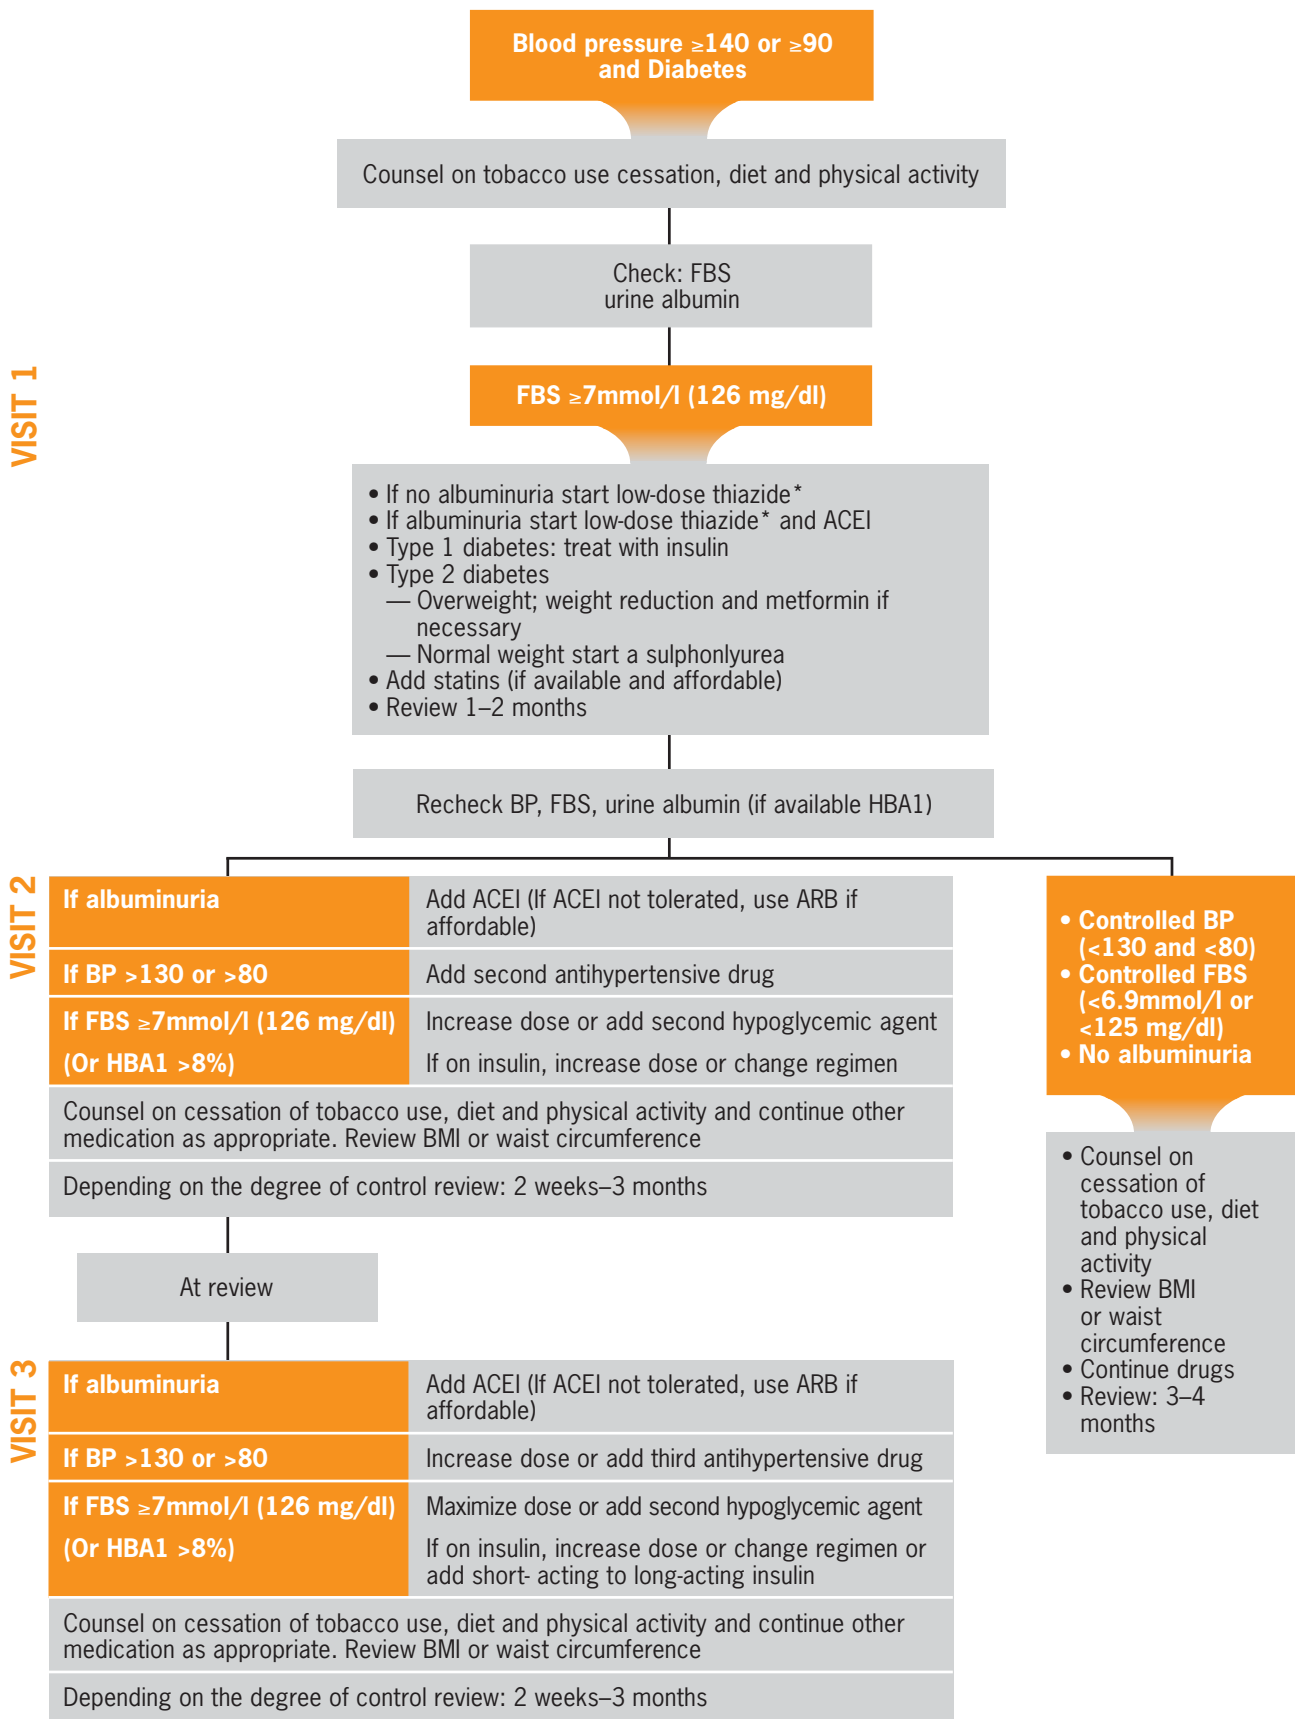 Blood pressure ≥140 or ≥90
and Diabetes
Counsel on tobacco use cessation, diet and physical activity
Check: FBS
urine albumin
VISIT 1
FBS ≥7mmol/l (126 mg/dl)
• If no albuminuria start low-dose thiazide*
• If albuminuria start low-dose thiazide* and ACEI
• Type 1 diabetes: treat with insulin
• Type 2 diabetes
— Overweight; weight reduction and metformin if
necessary
— Normal weight start a sulphonlyurea
• Add statins (if available and affordable)
• Review 1–2 months
Recheck BP, FBS, urine albumin (if available HBA1)
VISIT 2
If albuminuria
Add ACEI (If ACEI not tolerated, use ARB if
affordable)
If BP >130 or >80
Add second antihypertensive drug
If FBS ≥7mmol/l (126 mg/dl)
Increase dose or add second hypoglycemic agent
(Or HBA1 >8%)
If on insulin, increase dose or change regimen
Counsel on cessation of tobacco use, diet and physical activity and continue other
medication as appropriate. Review BMI or waist circumference
Depending on the degree of control review: 2 weeks–3 months
• Controlled BP
(<130 and <80)
• Controlled FBS
(<6.9mmol/l or
<125 mg/dl)
• No albuminuria
• Counsel on
cessation of
tobacco use, diet
and physical
activity
• Review BMI
or waist
circumference
• Continue drugs
• Review: 3–4
months
At review
VISIT 3
If albuminuria
Add ACEI (If ACEI not tolerated, use ARB if
affordable)
If BP >130 or >80
Increase dose or add third antihypertensive drug
If FBS ≥7mmol/l (126 mg/dl)
Maximize dose or add second hypoglycemic agent
(Or HBA1 >8%)
If on insulin, increase dose or change regimen or
add short- acting to long-acting insulin
Counsel on cessation of tobacco use, diet and physical activity and continue other
medication as appropriate. Review BMI or waist circumference
Depending on the degree of control review: 2 weeks–3 months